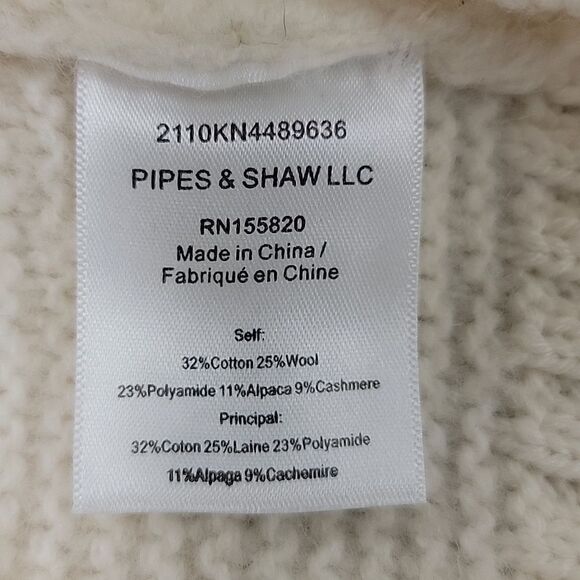 2110KN4489636
PIPES & SHAW LLC
RN155820
Made in China /
Fabriqué en Chine
Self:
32%Cotton 25%Wool
23%Polyamide 11%Alpaca 9%Cashmere
Principal:
32%Coton 25%Laine 23%Polyamide
11%Alpaga 9%Cachemire